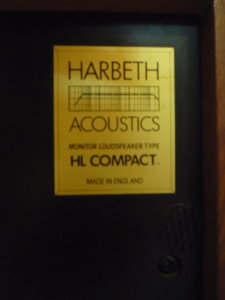 HARBETH
ACOUSTICS
MONITOR LOUDSPEAKER TYPE
HL COMPACT
MADE IN ENGLAND